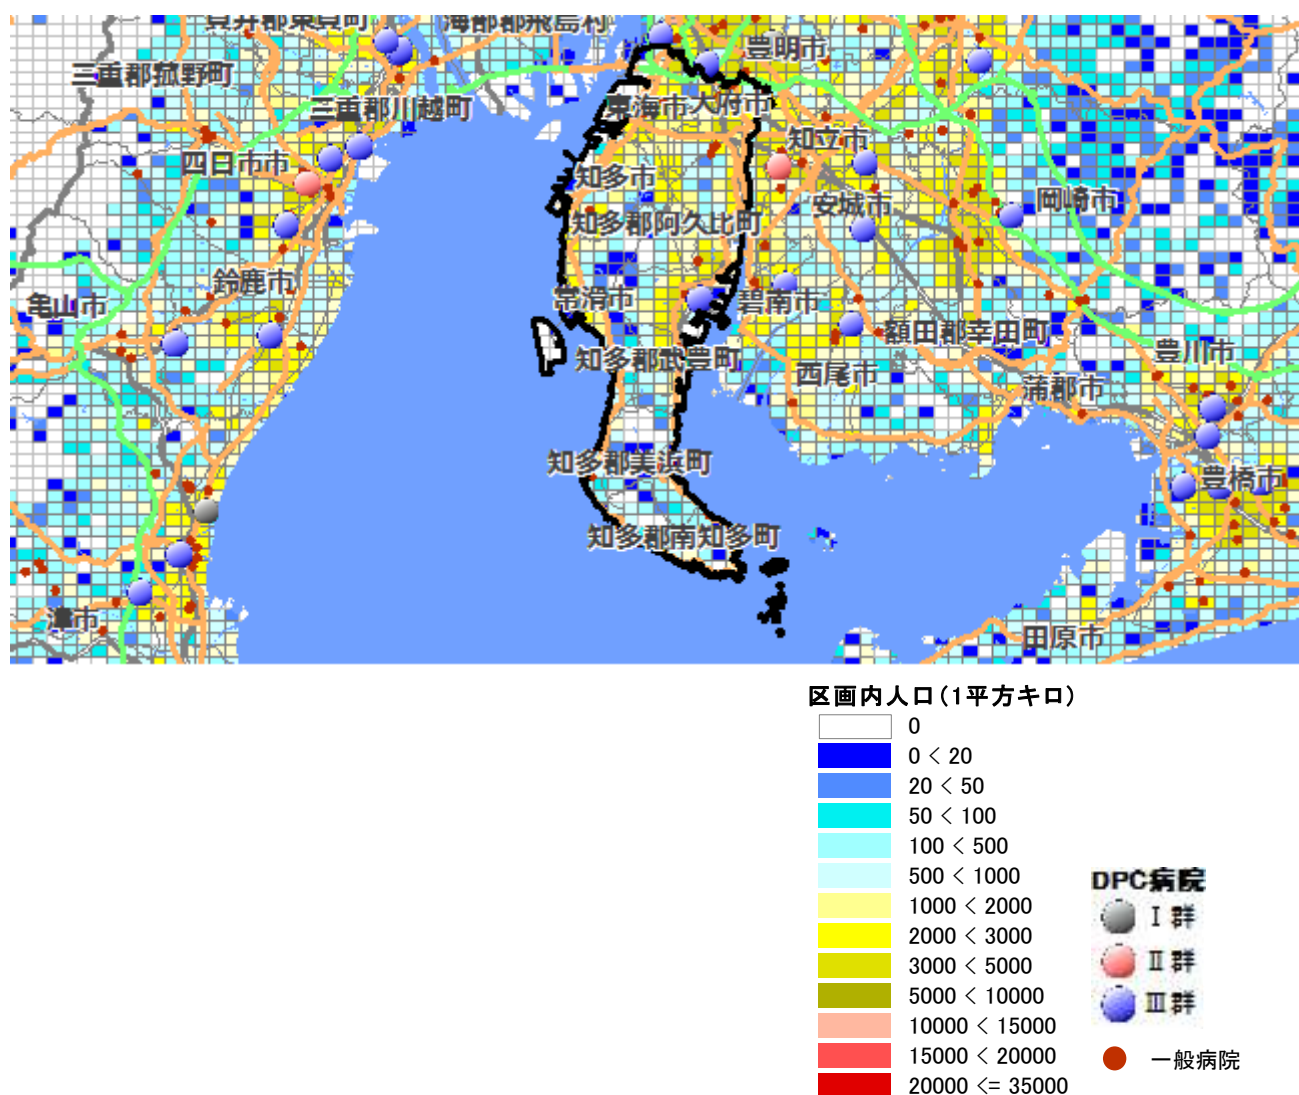 員弁郡東員町
海部郡飛島村
豊明市
三重郡菰野町
三重郡川越町
東海市
大府市
知立市
四日市市
知多市
岡崎市
安城市
知多郡阿久比町
鈴鹿市
亀山市
常滑市
碧南市
額田郡幸田町
知多郡武豊町
豊川市
西尾市
蒲郡市
知多郡美浜町
豊橋市
知多郡南知多町
津市
田原市
区画内人口(1平方キロ)
0
0 < 20
20 < 50
50 < 100
100 < 500
500 < 1000
1000 < 2000
2000 < 3000
3000 < 5000
5000 < 10000
10000 < 15000
15000 < 20000
20000 <= 35000
DPC病院
Ⅰ群
Ⅱ群
Ⅲ群
一般病院